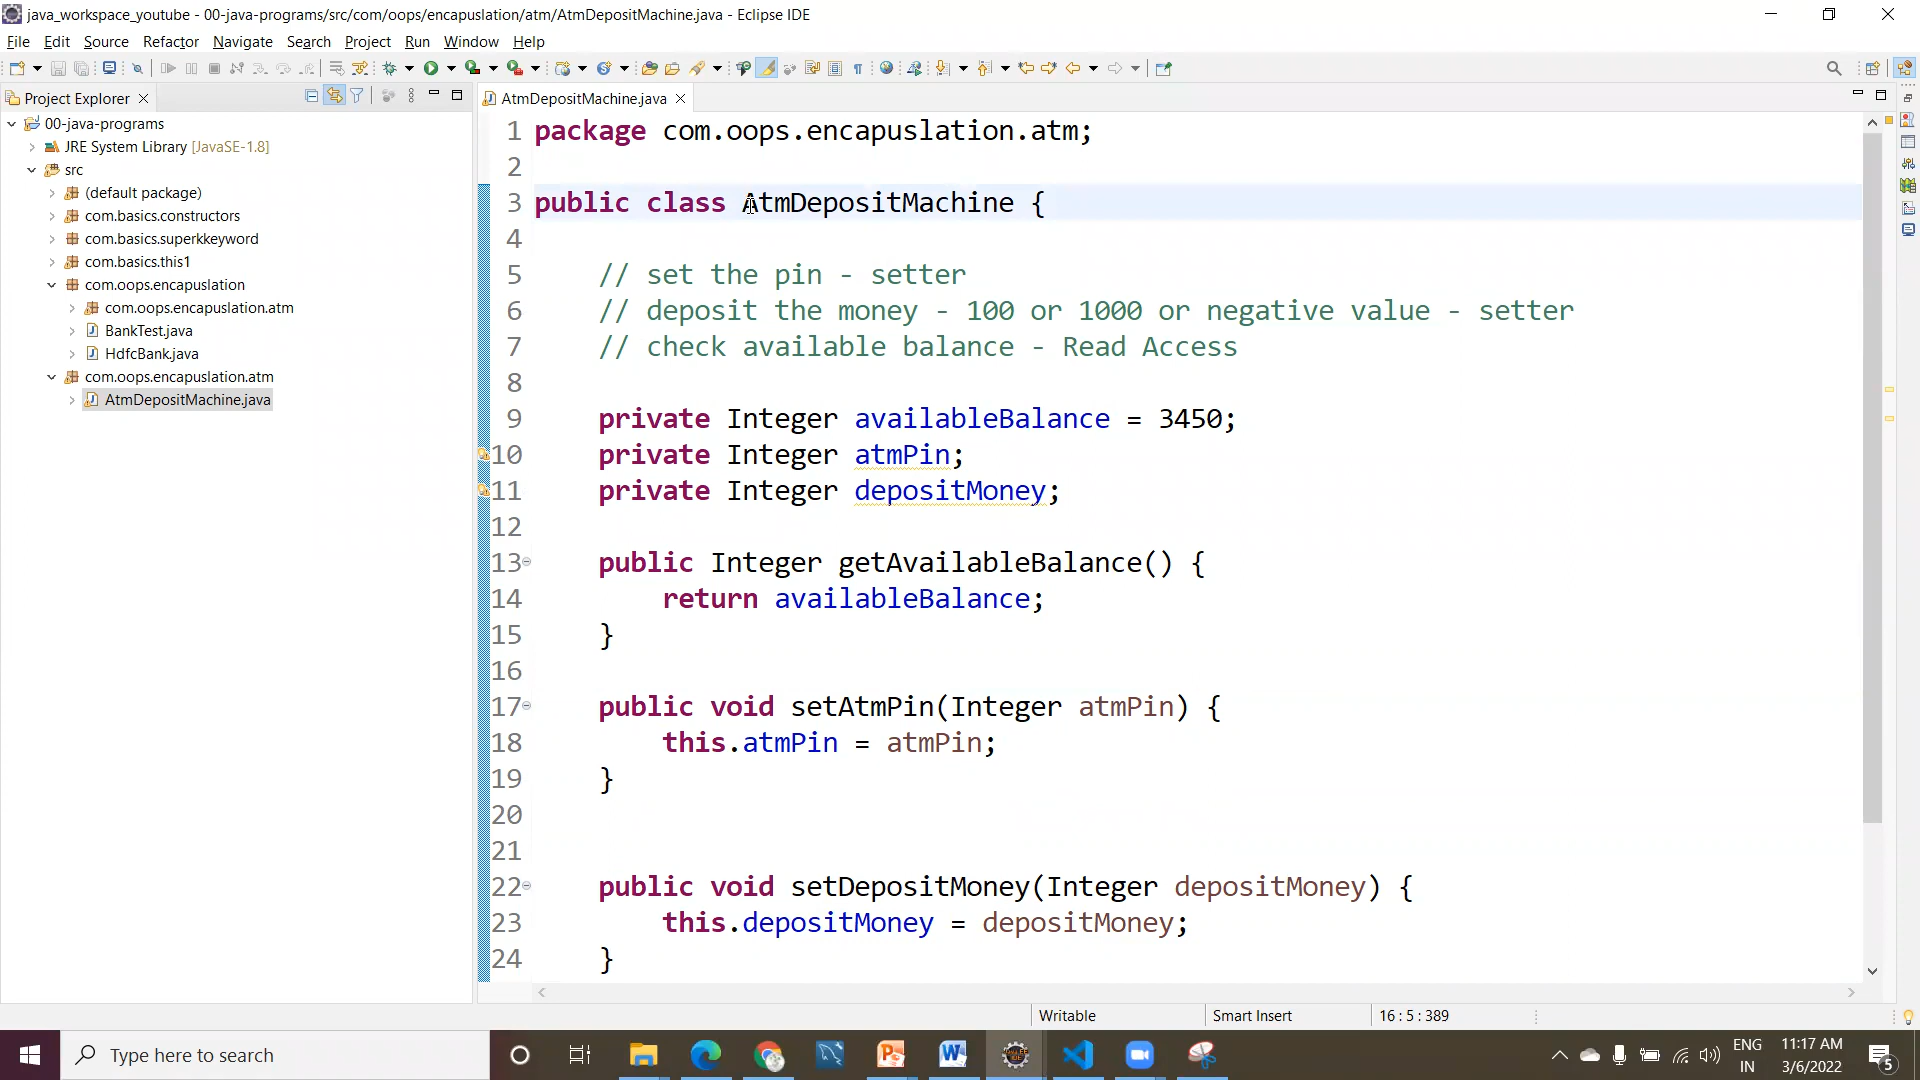 java_workspace_youtube - 00-java-programs/src/com/oops/encapuslation/atm/AtmDepositMachine.java - Eclipse IDE
File Edit Source Refactor Navigate Search Project Run Window Help
Project Explorer
AtmDepositMachine.java
00-java-programs
JRE System Library [JavaSE-1.8]
src
(default package)
com.basics.constructors
com.basics.superkkeyword
com.basics.this1
com.oops.encapuslation
com.oops.encapuslation.atm
BankTest.java
HdfcBank.java
com.oops.encapuslation.atm
AtmDepositMachine.java
1 package com.oops.encapuslation.atm;
2
3 public class AtmDepositMachine {
4
5 // set the pin - setter
6 // deposit the money - 100 or 1000 or negative value - setter
7 // check available balance - Read Access
8
9 private Integer availableBalance = 3450;
10 private Integer atmPin;
11 private Integer depositMoney;
12
13 public Integer getAvailableBalance() {
14 return availableBalance;
15 }
16
17 public void setAtmPin(Integer atmPin) {
18 this.atmPin = atmPin;
19 }
20
21
22 public void setDepositMoney(Integer depositMoney) {
23 this.depositMoney = depositMoney;
24 }
Writable Smart Insert 16 : 5 : 389
Type here to search
ENG
IN
11:17 AM
3/6/2022
5